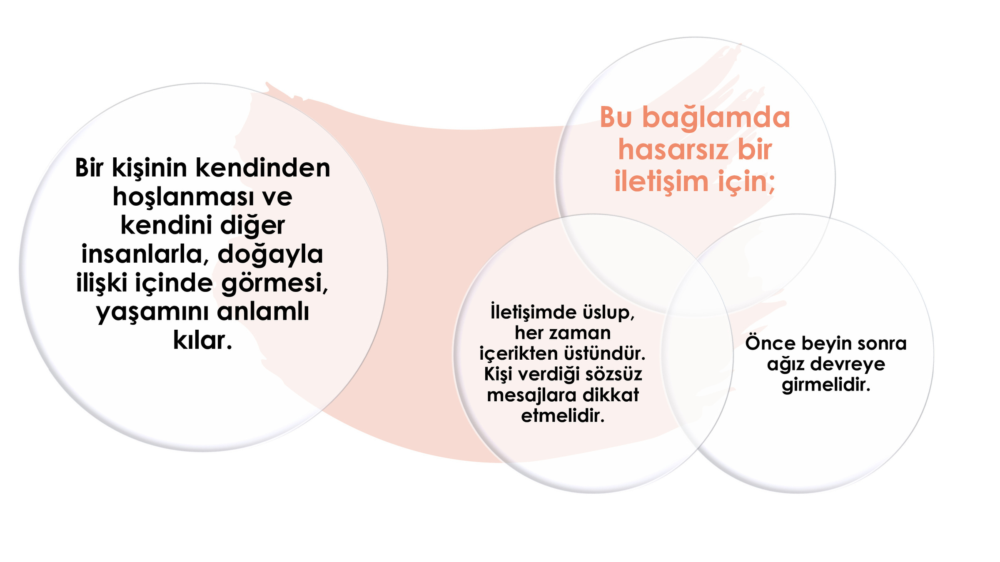 Bir kişinin kendinden
hoşlanması ve
kendini diğer
insanlarla, doğayla
ilişki içinde görmesi,
yaşamını anlamlı
kılar.
Bu bağlamda
hasarsız bir
iletişim için;
İletişimde üslup,
her zaman
içerikten üstündür.
Kişi verdiği sözsüz
mesajlara dikkat
etmelidir.
Önce beyin sonra
ağız devreye
girmelidir.